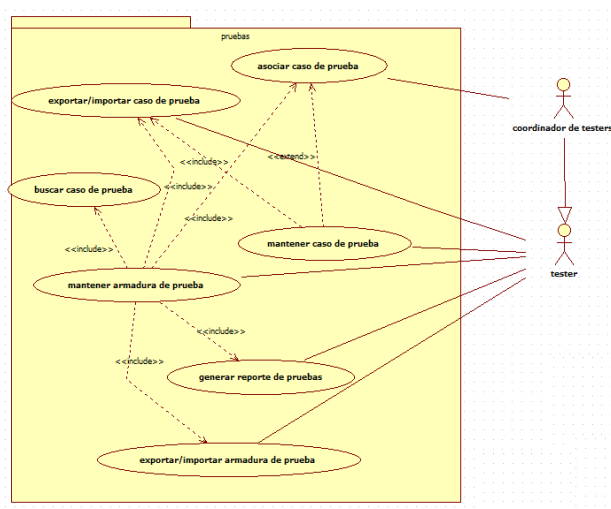 pruebas
asociar caso de prueba
exportar/importar caso de prueba
coordinador de testers
<<include>>
<<extend>>
<<include>>
buscar caso de prueba
<<include>>
mantener caso de prueba
<<include>>
tester
mantener armadura de prueba
<<include>>
<<include>>
generar reporte de pruebas
exportar/importar armadura de prueba